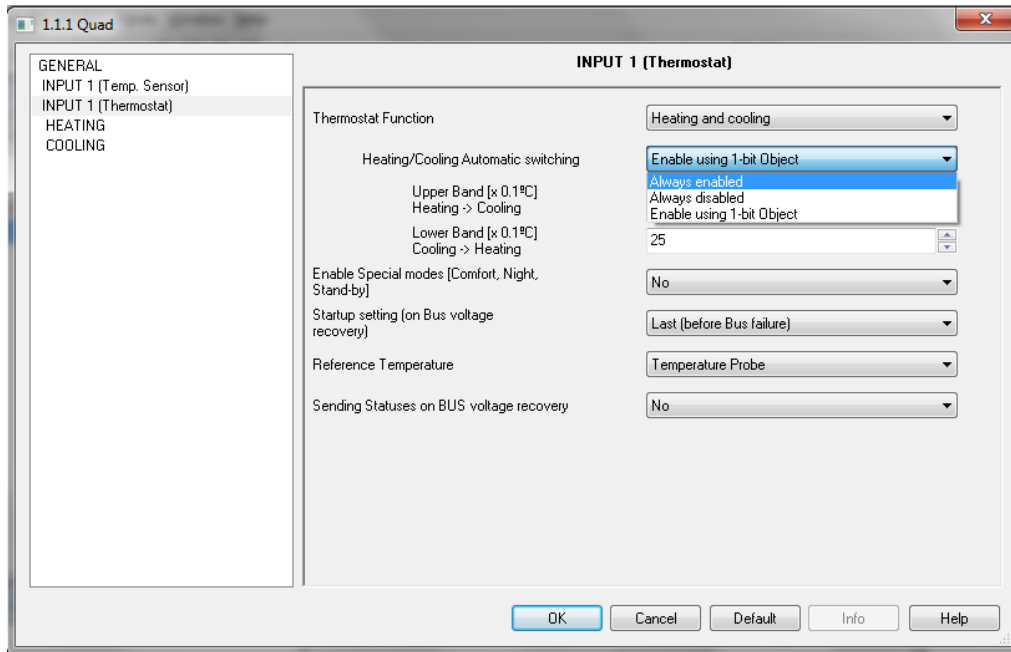 1.1.1 Quad
GENERAL
INPUT 1 (Temp. Sensor)
INPUT 1 (Thermostat)
HEATING
COOLING
INPUT 1 (Thermostat)
Thermostat Function
Heating and cooling
Heating/Cooling Automatic switching
Enable using 1-bit Object
Always enabled
Always disabled
Enable using 1-bit Object
Upper Band [x 0.1ºC]
Heating -> Cooling
Lower Band [x 0.1ºC]
Cooling -> Heating
25
Enable Special modes [Comfort, Night,
Stand-by]
No
Startup setting (on Bus voltage
recovery)
Last (before Bus failure)
Reference Temperature
Temperature Probe
Sending Statuses on BUS voltage recovery
No
OK
Cancel
Default
Info
Help